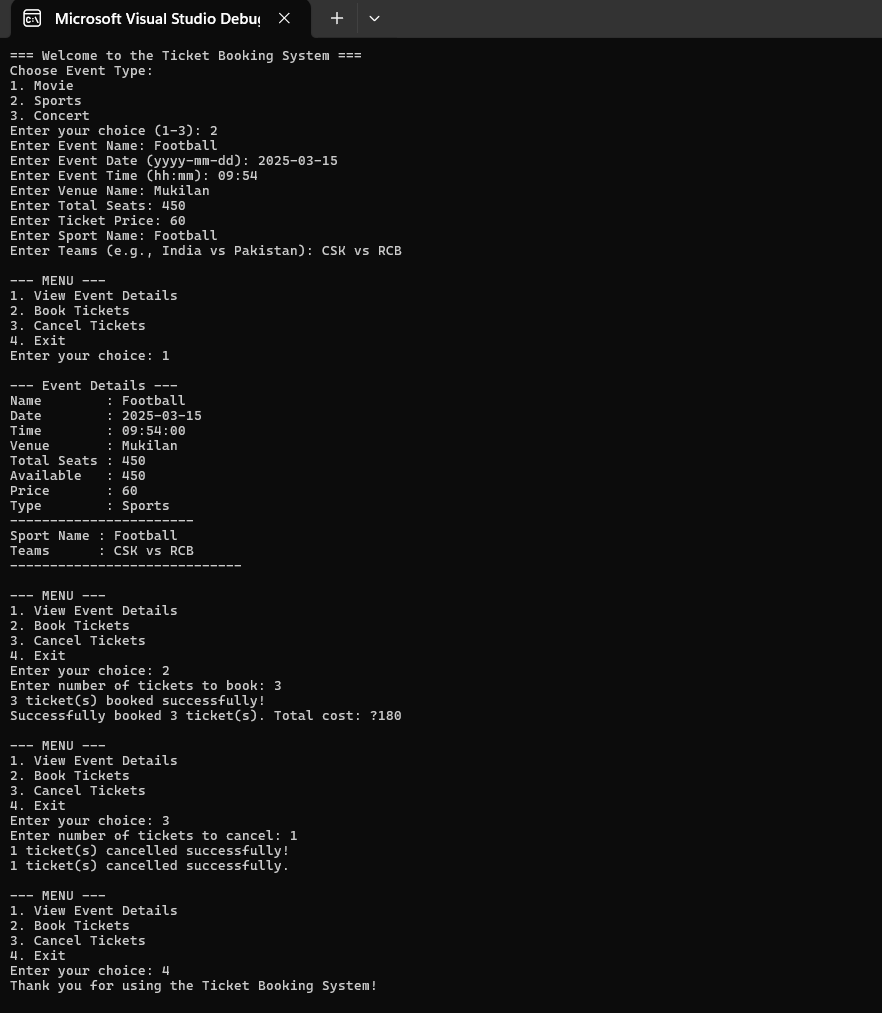 Microsoft Visual Studio Debug
=== Welcome to the Ticket Booking System ===
Choose Event Type:
1. Movie
2. Sports
3. Concert
Enter your choice (1-3): 2
Enter Event Name: Football
Enter Event Date (yyyy-mm-dd): 2025-03-15
Enter Event Time (hh:mm): 09:54
Enter Venue Name: Mukilan
Enter Total Seats: 450
Enter Ticket Price: 60
Enter Sport Name: Football
Enter Teams (e.g., India vs Pakistan): CSK vs RCB
--- MENU ---
1. View Event Details
2. Book Tickets
3. Cancel Tickets
4. Exit
Enter your choice: 1
--- Event Details ---
Name        : Football
Date        : 2025-03-15
Time        : 09:54:00
Venue       : Mukilan
Total Seats : 450
Available   : 450
Price       : 60
Type        : Sports
-----------------------
Sport Name : Football
Teams      : CSK vs RCB
-----------------------------
--- MENU ---
1. View Event Details
2. Book Tickets
3. Cancel Tickets
4. Exit
Enter your choice: 2
Enter number of tickets to book: 3
3 ticket(s) booked successfully!
Successfully booked 3 ticket(s). Total cost: ?180
--- MENU ---
1. View Event Details
2. Book Tickets
3. Cancel Tickets
4. Exit
Enter your choice: 3
Enter number of tickets to cancel: 1
1 ticket(s) cancelled successfully!
1 ticket(s) cancelled successfully.
--- MENU ---
1. View Event Details
2. Book Tickets
3. Cancel Tickets
4. Exit
Enter your choice: 4
Thank you for using the Ticket Booking System!